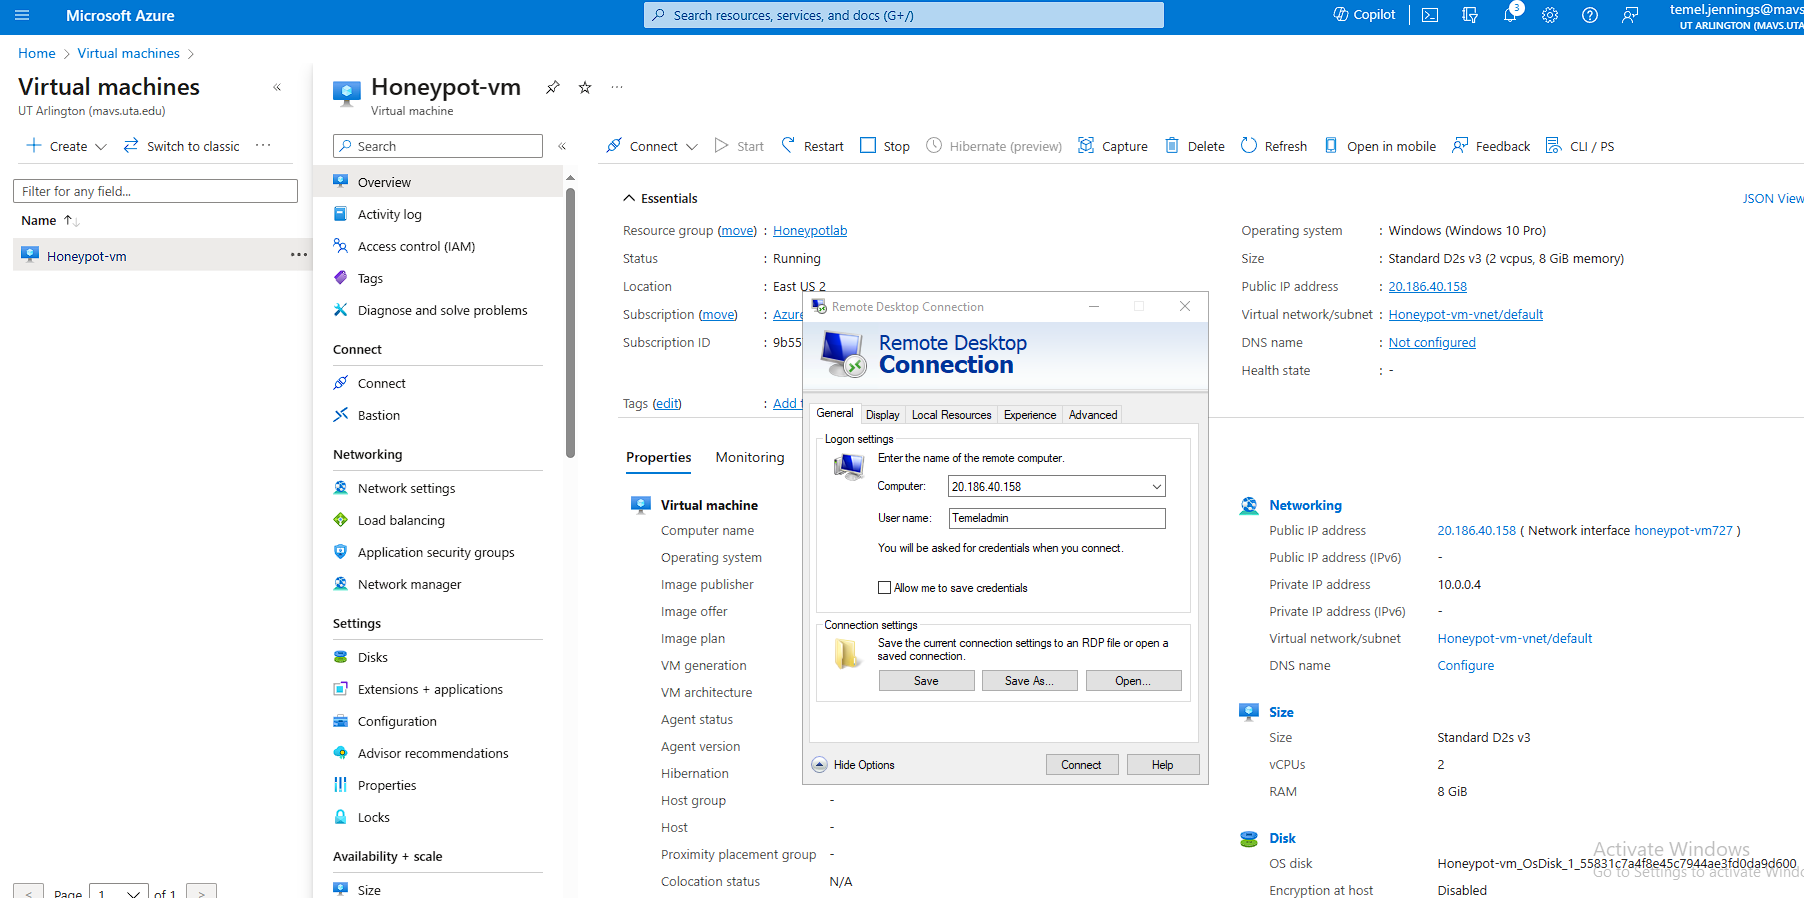 Microsoft Azure
Search resources, services, and docs (G+/)
Copilot
3
temel.jennings@mavs
UT ARLINGTON (MAVS.UTA
Home > Virtual machines >
Virtual machines «
UT Arlington (mavs.uta.edu)
+ Create
Switch to classic ...
Filter for any field...
Name ↑↓
Honeypot-vm ...
Page 1 of 1
Honeypot-vm ...
Virtual machine
Search «
Overview
Activity log
Access control (IAM)
Tags
Diagnose and solve problems
Connect
Connect
Bastion
Networking
Network settings
Load balancing
Application security groups
Network manager
Settings
Disks
Extensions + applications
Configuration
Advisor recommendations
Properties
Locks
Availability + scale
Size
Connect Start Restart Stop Hibernate (preview) Capture Delete Refresh Open in mobile Feedback CLI / PS
Essentials
JSON View
Resource group (move) : Honeypotlab
Status : Running
Location : East US 2
Subscription (move) : Azure
Subscription ID : 9b55
Tags (edit) : Add t
Operating system : Windows (Windows 10 Pro)
Size : Standard D2s v3 (2 vcpus, 8 GiB memory)
Public IP address : 20.186.40.158
Virtual network/subnet : Honeypot-vm-vnet/default
DNS name : Not configured
Health state : -
Properties Monitoring
Virtual machine
Computer name
Operating system
Image publisher
Image offer
Image plan
VM generation
VM architecture
Agent status
Agent version
Hibernation
Host group -
Host -
Proximity placement group -
Colocation status N/A
Remote Desktop Connection
Remote Desktop
Connection
General Display Local Resources Experience Advanced
Logon settings
Enter the name of the remote computer.
Computer: 20.186.40.158
User name: Temeladmin
You will be asked for credentials when you connect.
Allow me to save credentials
Connection settings
Save the current connection settings to an RDP file or open a
saved connection.
Save Save As... Open...
Hide Options Connect Help
Networking
Public IP address 20.186.40.158 ( Network interface honeypot-vm727 )
Public IP address (IPv6) -
Private IP address 10.0.0.4
Private IP address (IPv6) -
Virtual network/subnet Honeypot-vm-vnet/default
DNS name Configure
Size
Size Standard D2s v3
vCPUs 2
RAM 8 GiB
Disk
OS disk Honeypot-vm_OsDisk_1_55831c7a4f8e45c7944ae3fd0da9d600
Encryption at host Disabled
Activate Windows
Go to Settings to activate Windo